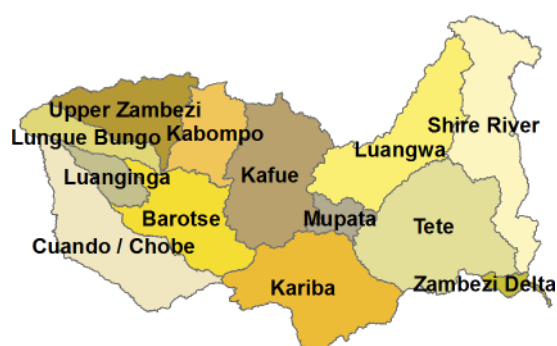 Upper Zambezi
Lungue Bungo
Kabompo
Shire River
Luangwa
Luanginga
Kafue
Barotse
Mupata
Tete
Cuando / Chobe
Kariba
Zambezi Delta